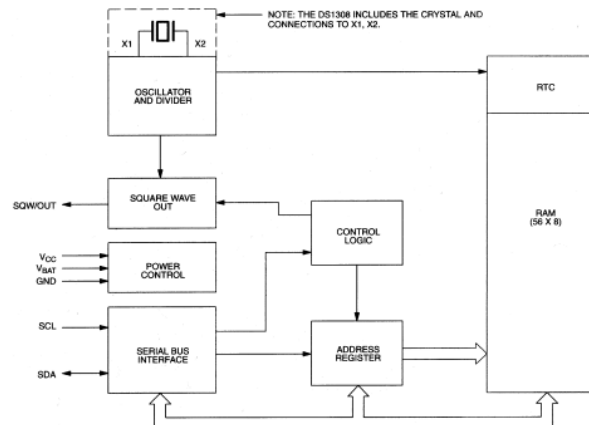 NOTE: THE DS1308 INCLUDES THE CRYSTAL AND
CONNECTIONS TO X1, X2.
X1
X2
OSCILLATOR
AND DIVIDER
RTC
SQUARE WAVE
OUT
SQW/OUT
CONTROL
LOGIC
RAM
(56 X 8)
VCC
VBAT
GND
POWER
CONTROL
SCL
SDA
SERIAL BUS
INTERFACE
ADDRESS
REGISTER